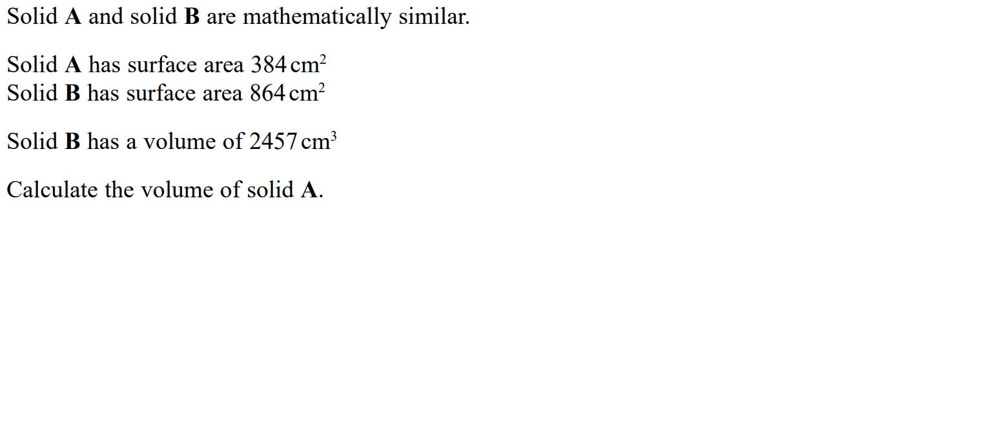 Solid A and solid B are mathematically similar.
Solid A has surface area 384 cm²
Solid B has surface area 864 cm²
Solid B has a volume of 2457 cm³
Calculate the volume of solid A.